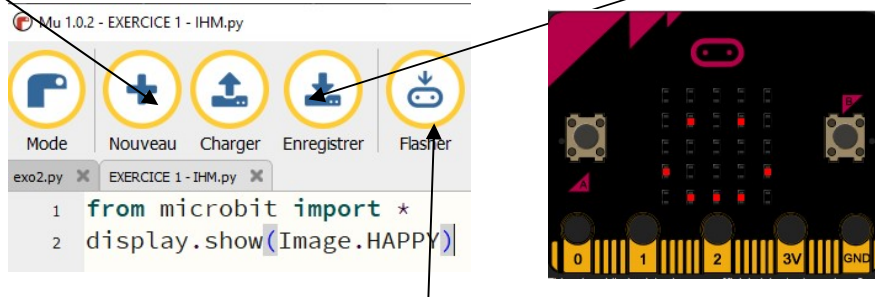 Mu 1.0.2 - EXERCICE 1 - IHM.py
Mode Nouveau Charger Enregistrer Flasher
exo2.py EXERCICE 1 - IHM.py
1 from microbit import *
2 display.show(Image.HAPPY)
B
A
0 1 2 3V GND